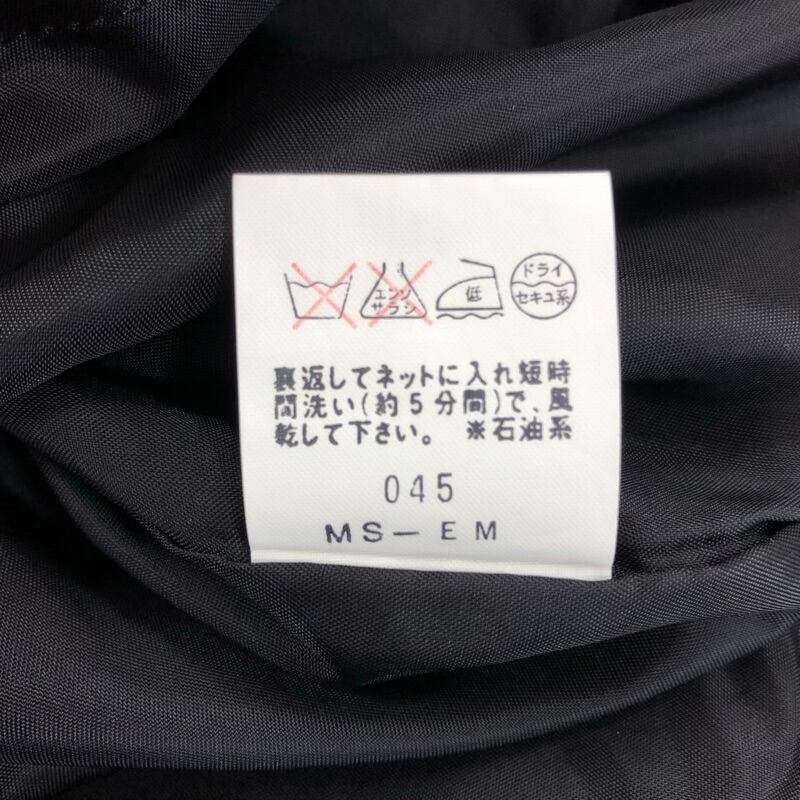 エンソ
サラシ
低
ドライ
セキユ系
裏返してネットに入れ短時
間洗い(約5分間)で、風
乾して下さい。 ※石油系
045
MS-EM